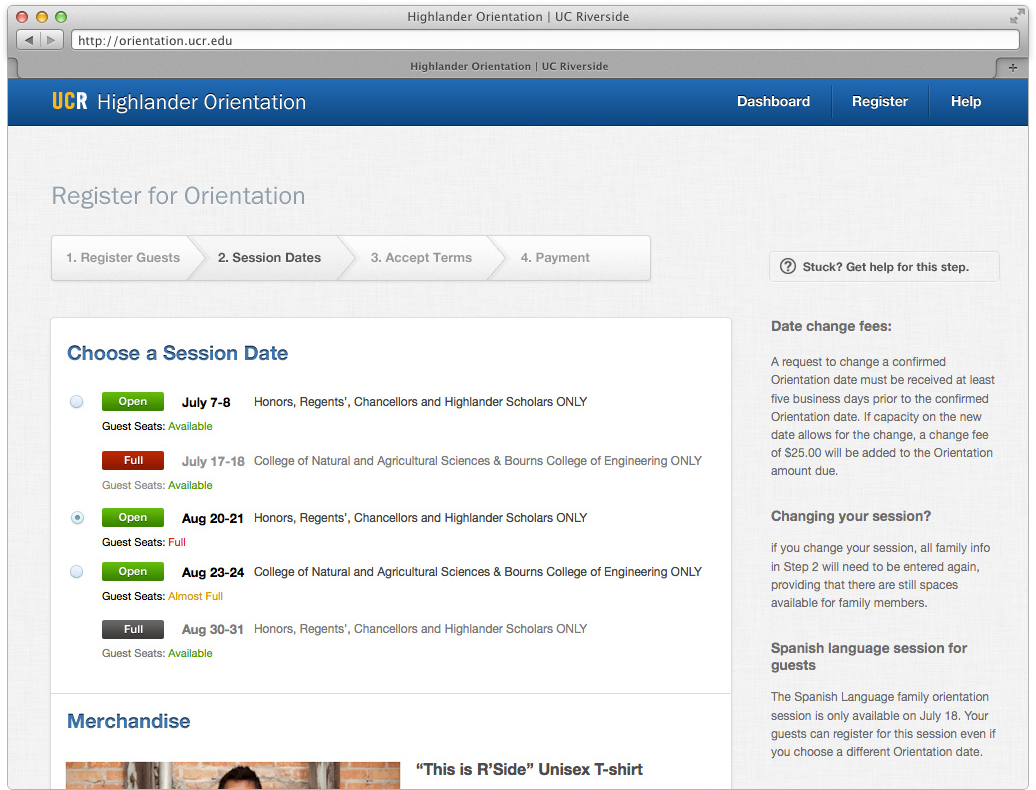 Highlander Orientation | UC Riverside
http://orientation.ucr.edu
Highlander Orientation | UC Riverside
UCR Highlander Orientation
Dashboard
Register
Help
Register for Orientation
1. Register Guests
2. Session Dates
3. Accept Terms
4. Payment
? Stuck? Get help for this step.
Choose a Session Date
Open July 7-8 Honors, Regents', Chancellors and Highlander Scholars ONLY
Guest Seats: Available
Full July 17-18 College of Natural and Agricultural Sciences & Bourns College of Engineering ONLY
Guest Seats: Available
Open Aug 20-21 Honors, Regents', Chancellors and Highlander Scholars ONLY
Guest Seats: Full
Open Aug 23-24 College of Natural and Agricultural Sciences & Bourns College of Engineering ONLY
Guest Seats: Almost Full
Full Aug 30-31 Honors, Regents', Chancellors and Highlander Scholars ONLY
Guest Seats: Available
Merchandise
“This is R’Side” Unisex T-shirt
Date change fees:
A request to change a confirmed
Orientation date must be received at least
five business days prior to the confirmed
Orientation date. If capacity on the new
date allows for the change, a change fee
of $25.00 will be added to the Orientation
amount due.
Changing your session?
if you change your session, all family info
in Step 2 will need to be entered again,
providing that there are still spaces
available for family members.
Spanish language session for
guests
The Spanish Language family orientation
session is only available on July 18. Your
guests can register for this session even if
you choose a different Orientation date.